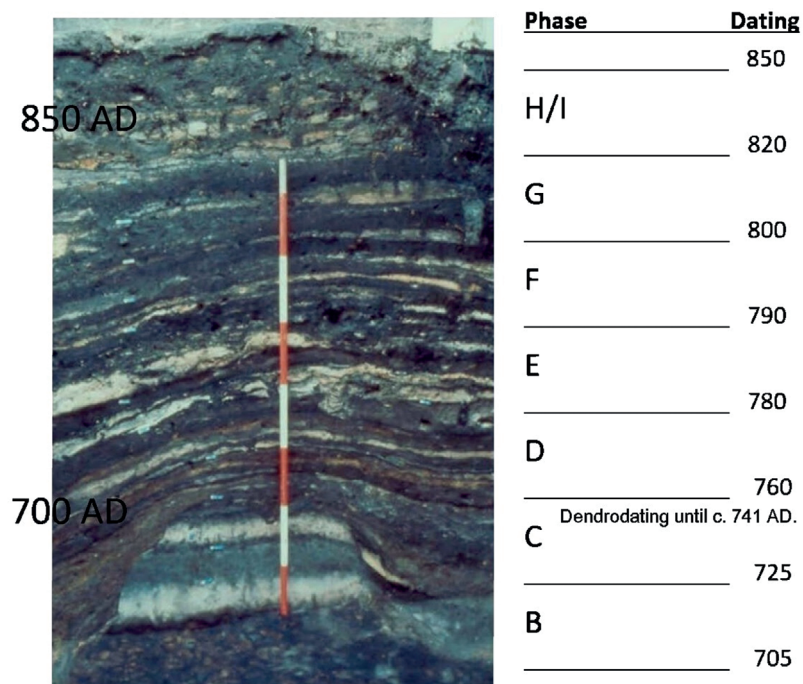 Phase Dating
850
850 AD
H/I
820
G
800
F
790
E
780
D
760
700 AD
Dendrodating until c. 741 AD.
C
725
B
705